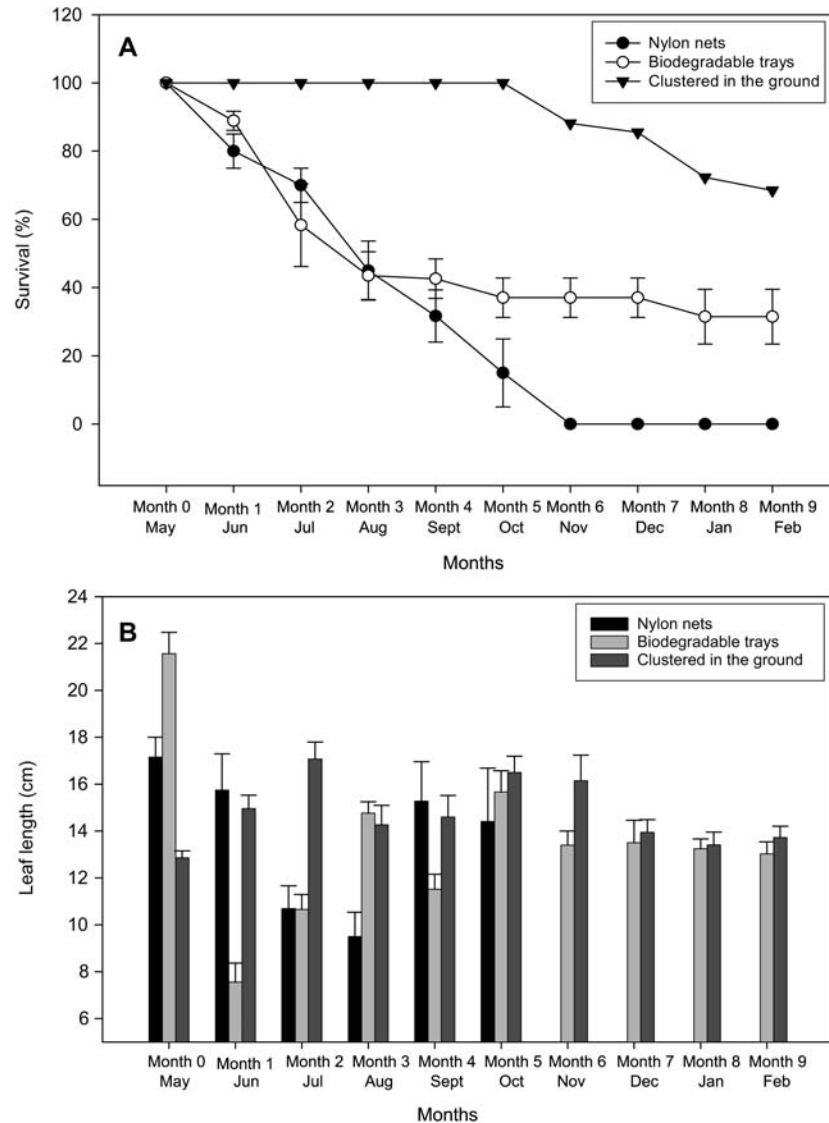 A
Nylon nets
Biodegradable trays
Clustered in the ground
Survival (%)
120
100
80
60
40
20
0
Month 0 Month 1 Month 2 Month 3 Month 4 Month 5 Month 6 Month 7 Month 8 Month 9
May Jun Jul Aug Sept Oct Nov Dec Jan Feb
Months
B
Nylon nets
Biodegradable trays
Clustered in the ground
Leaf length (cm)
24
22
20
18
16
14
12
10
8
6
Month 0 Month 1 Month 2 Month 3 Month 4 Month 5 Month 6 Month 7 Month 8 Month 9
May Jun Jul Aug Sept Oct Nov Dec Jan Feb
Months